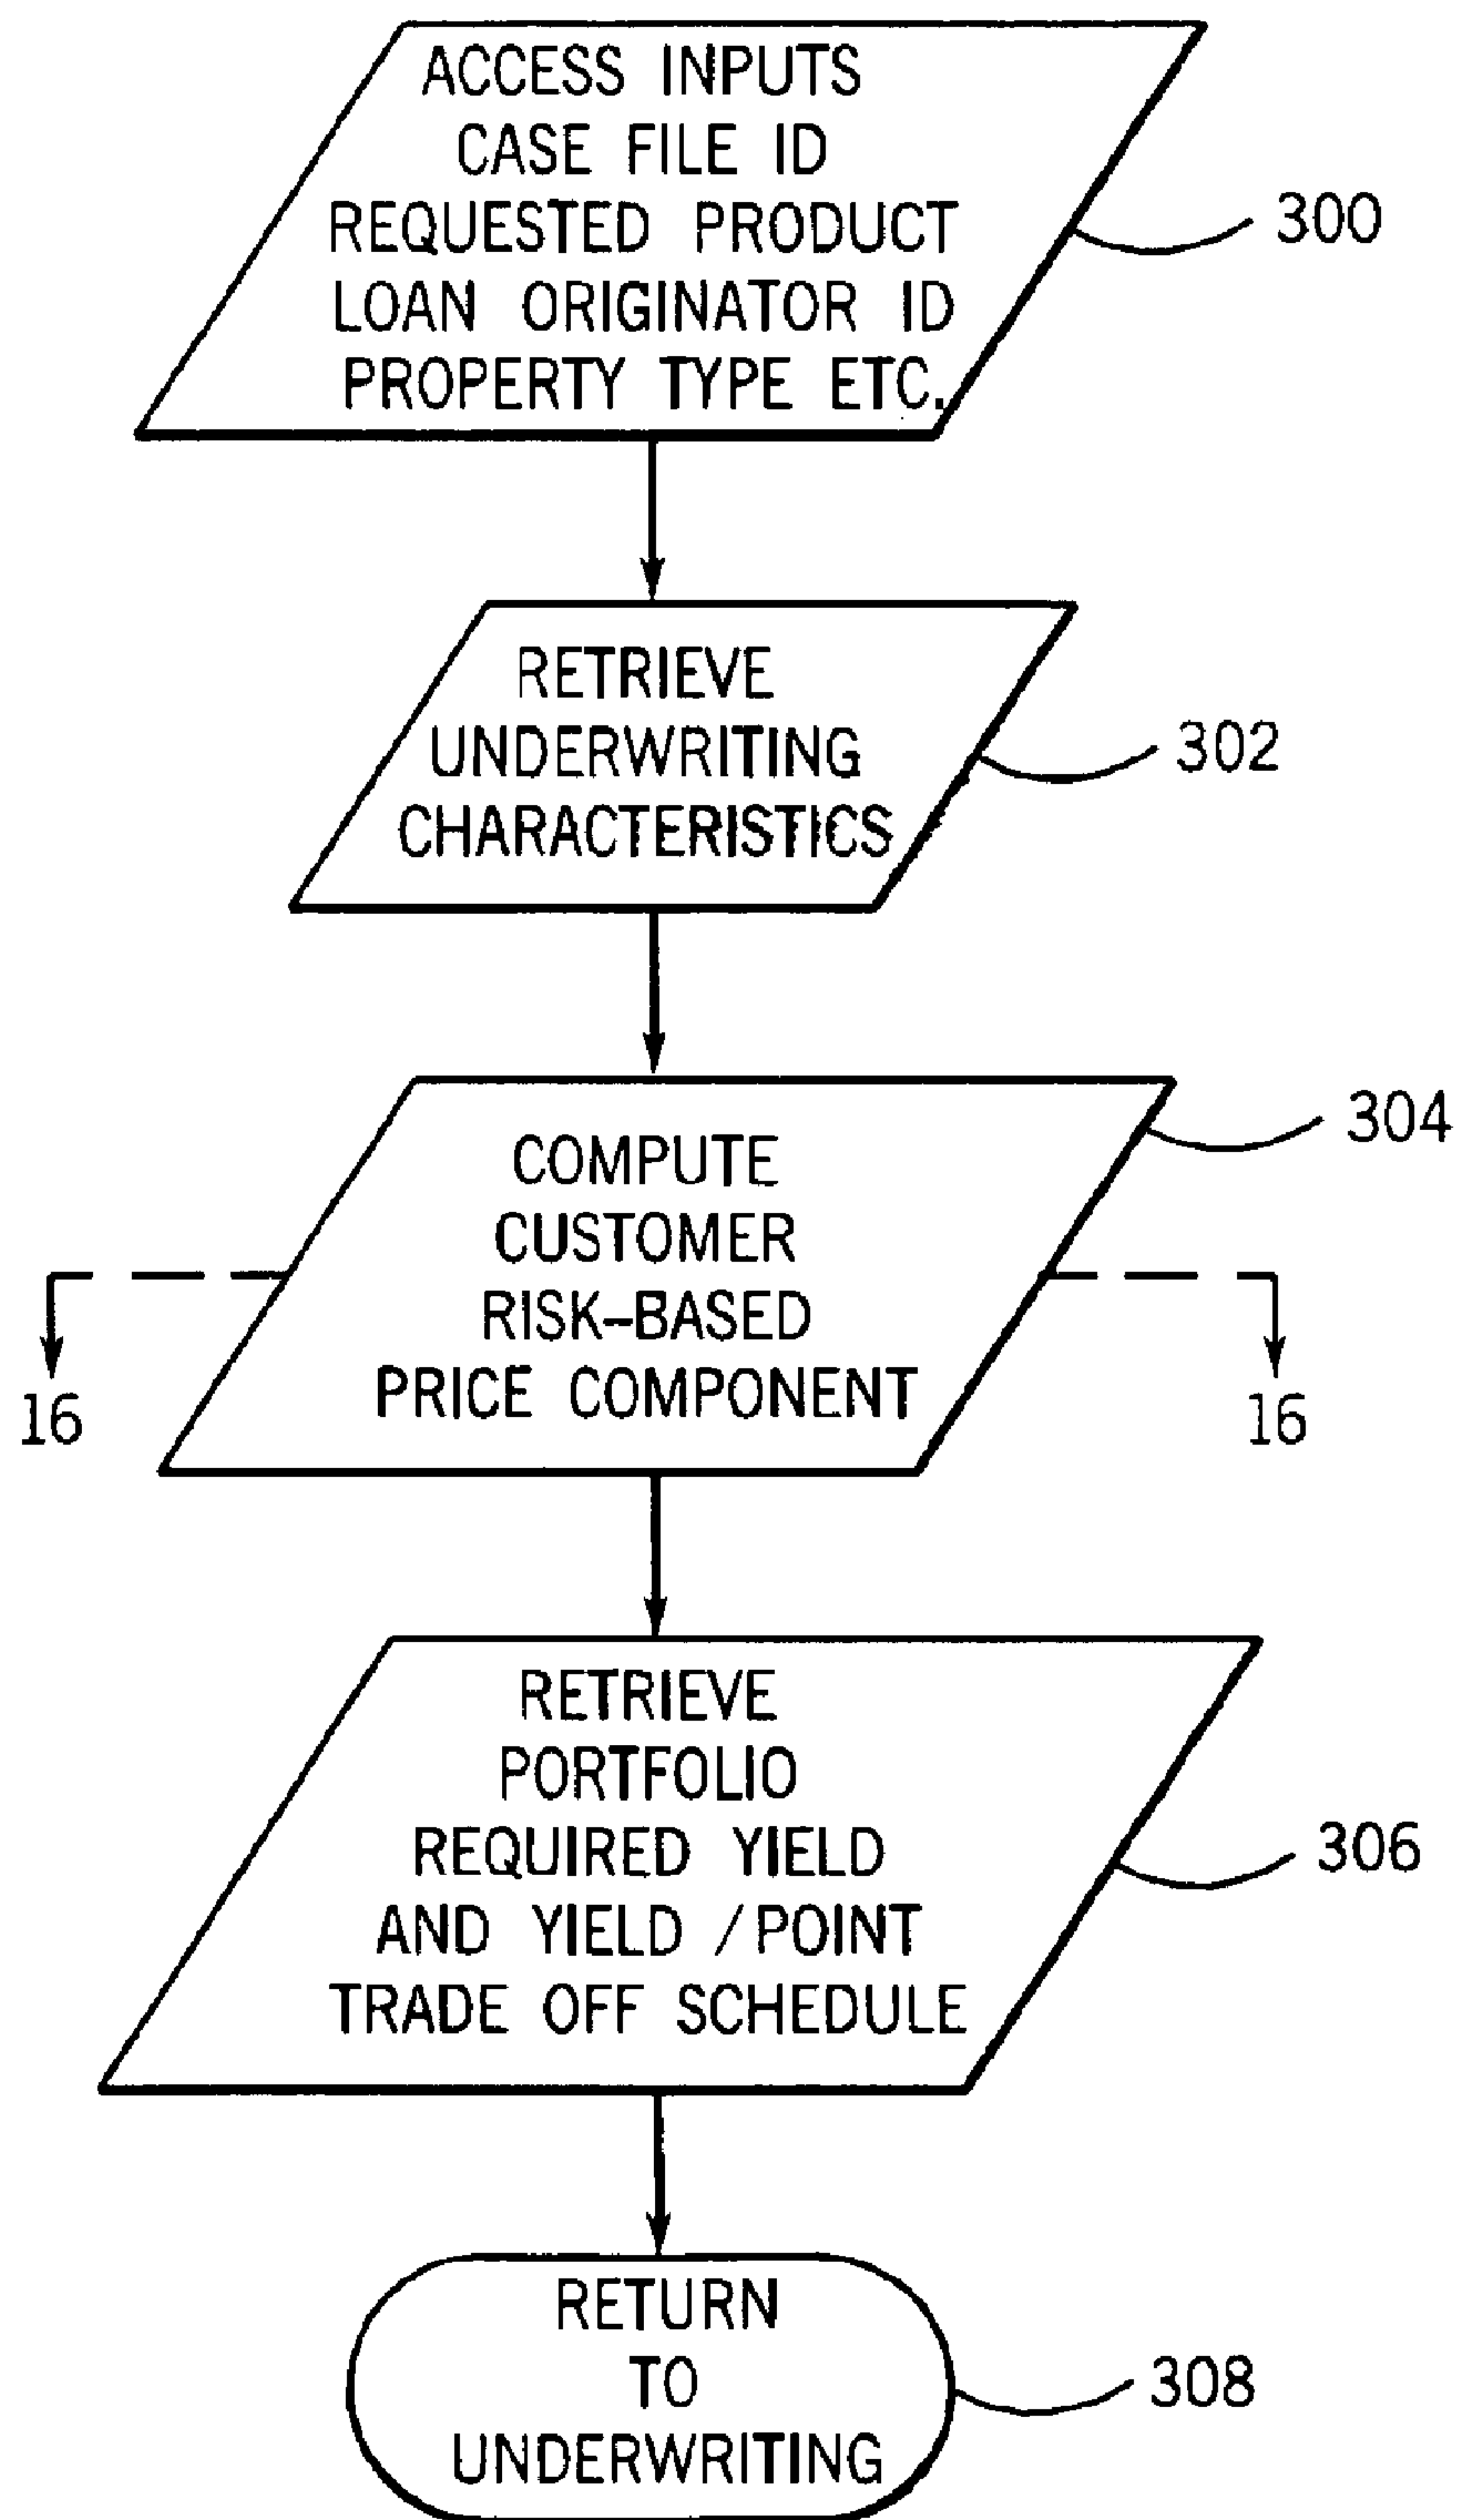 ACCESS INPUTS
CASE FILE ID
REQUESTED PRODUCT
LOAN ORIGINATOR ID
PROPERTY TYPE ETC.
300
RETRIEVE
UNDERWRITING
CHARACTERISTICS
302
304
COMPUTE
CUSTOMER
RISK-BASED
PRICE COMPONENT
16
16
RETRIEVE
PORTFOLIO
REQUIRED YIELD
AND YIELD /POINT
TRADE OFF SCHEDULE
306
RETURN
TO
UNDERWRITING
308